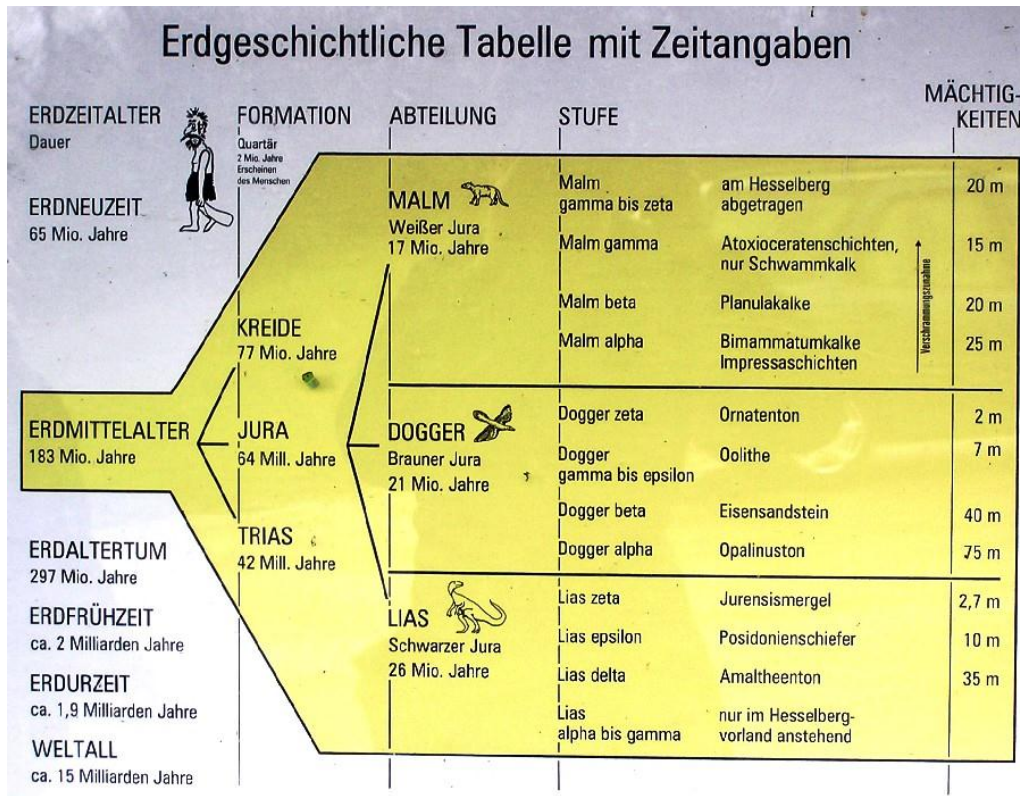 Erdgeschichtliche Tabelle mit Zeitangaben
ERDZEITALTER
Dauer
FORMATION
ABTEILUNG
STUFE
MÄCHTIG-
KEITEN
Quartär
2 Mio. Jahre
Erscheinen
des Menschen
ERDNEUZEIT
65 Mio. Jahre
ERDMITTELALTER
183 Mio. Jahre
ERDALTERTUM
297 Mio. Jahre
ERDFRÜHZEIT
ca. 2 Milliarden Jahre
ERDURZEIT
ca. 1,9 Milliarden Jahre
WELTALL
ca. 15 Milliarden Jahre
KREIDE
77 Mio. Jahre
JURA
64 Mill. Jahre
TRIAS
42 Mill. Jahre
MALM
Weißer Jura
17 Mio. Jahre
Malm am Hesselberg 20 m
gamma bis zeta abgetragen
Malm gamma Atoxioceratenschichten, 15 m
nur Schwammkalk
Malm beta Planulakalke 20 m
Malm alpha Bimammatumkalke 25 m
Impressaschichten
Verschwammungszunahme
DOGGER
Brauner Jura
21 Mio. Jahre
Dogger zeta Ornatenton 2 m
Dogger Oolithe 7 m
gamma bis epsilon
Dogger beta Eisensandstein 40 m
Dogger alpha Opalinuston 75 m
LIAS
Schwarzer Jura
26 Mio. Jahre
Lias zeta Jurensismergel 2,7 m
Lias epsilon Posidonienschiefer 10 m
Lias delta Amaltheenton 35 m
Lias nur im Hesselberg-
alpha bis gamma vorland anstehend